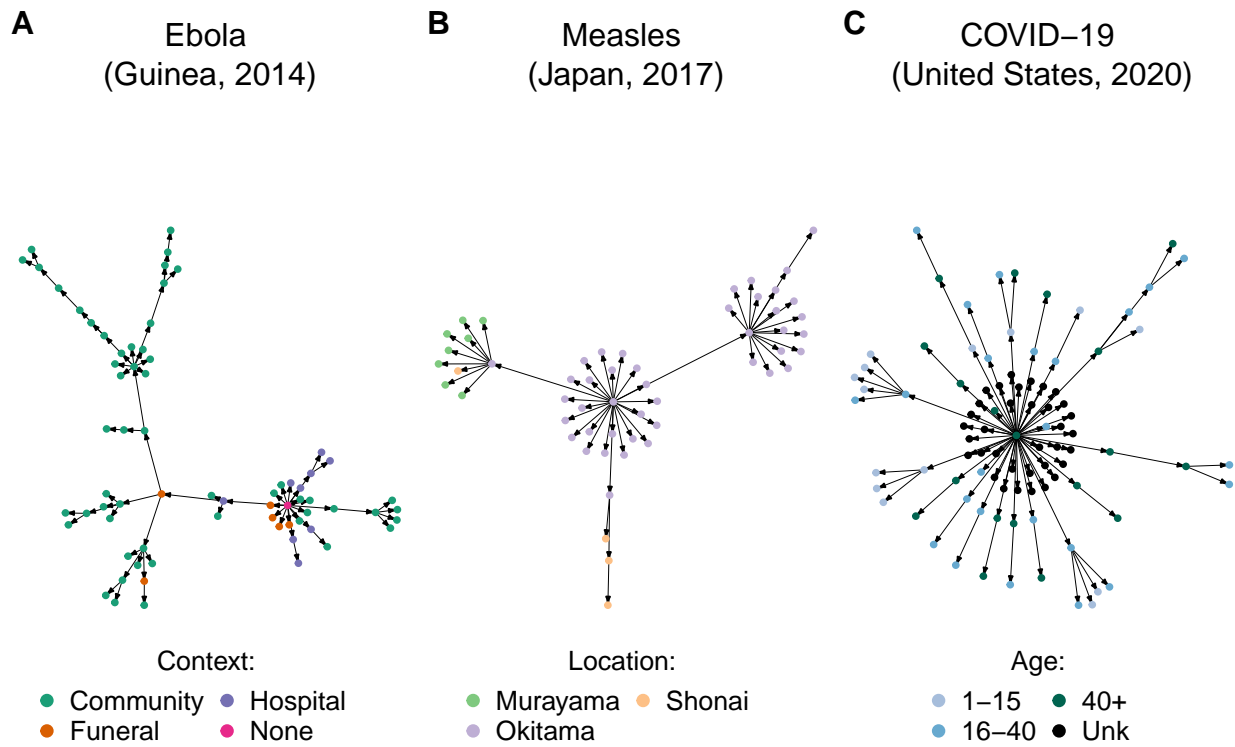 A
Ebola
(Guinea, 2014)
B
Measles
(Japan, 2017)
C
COVID−19
(United States, 2020)
Context:
Community
Hospital
Funeral
None
Location:
Murayama
Shonai
Okitama
Age:
1−15
40+
16−40
Unk